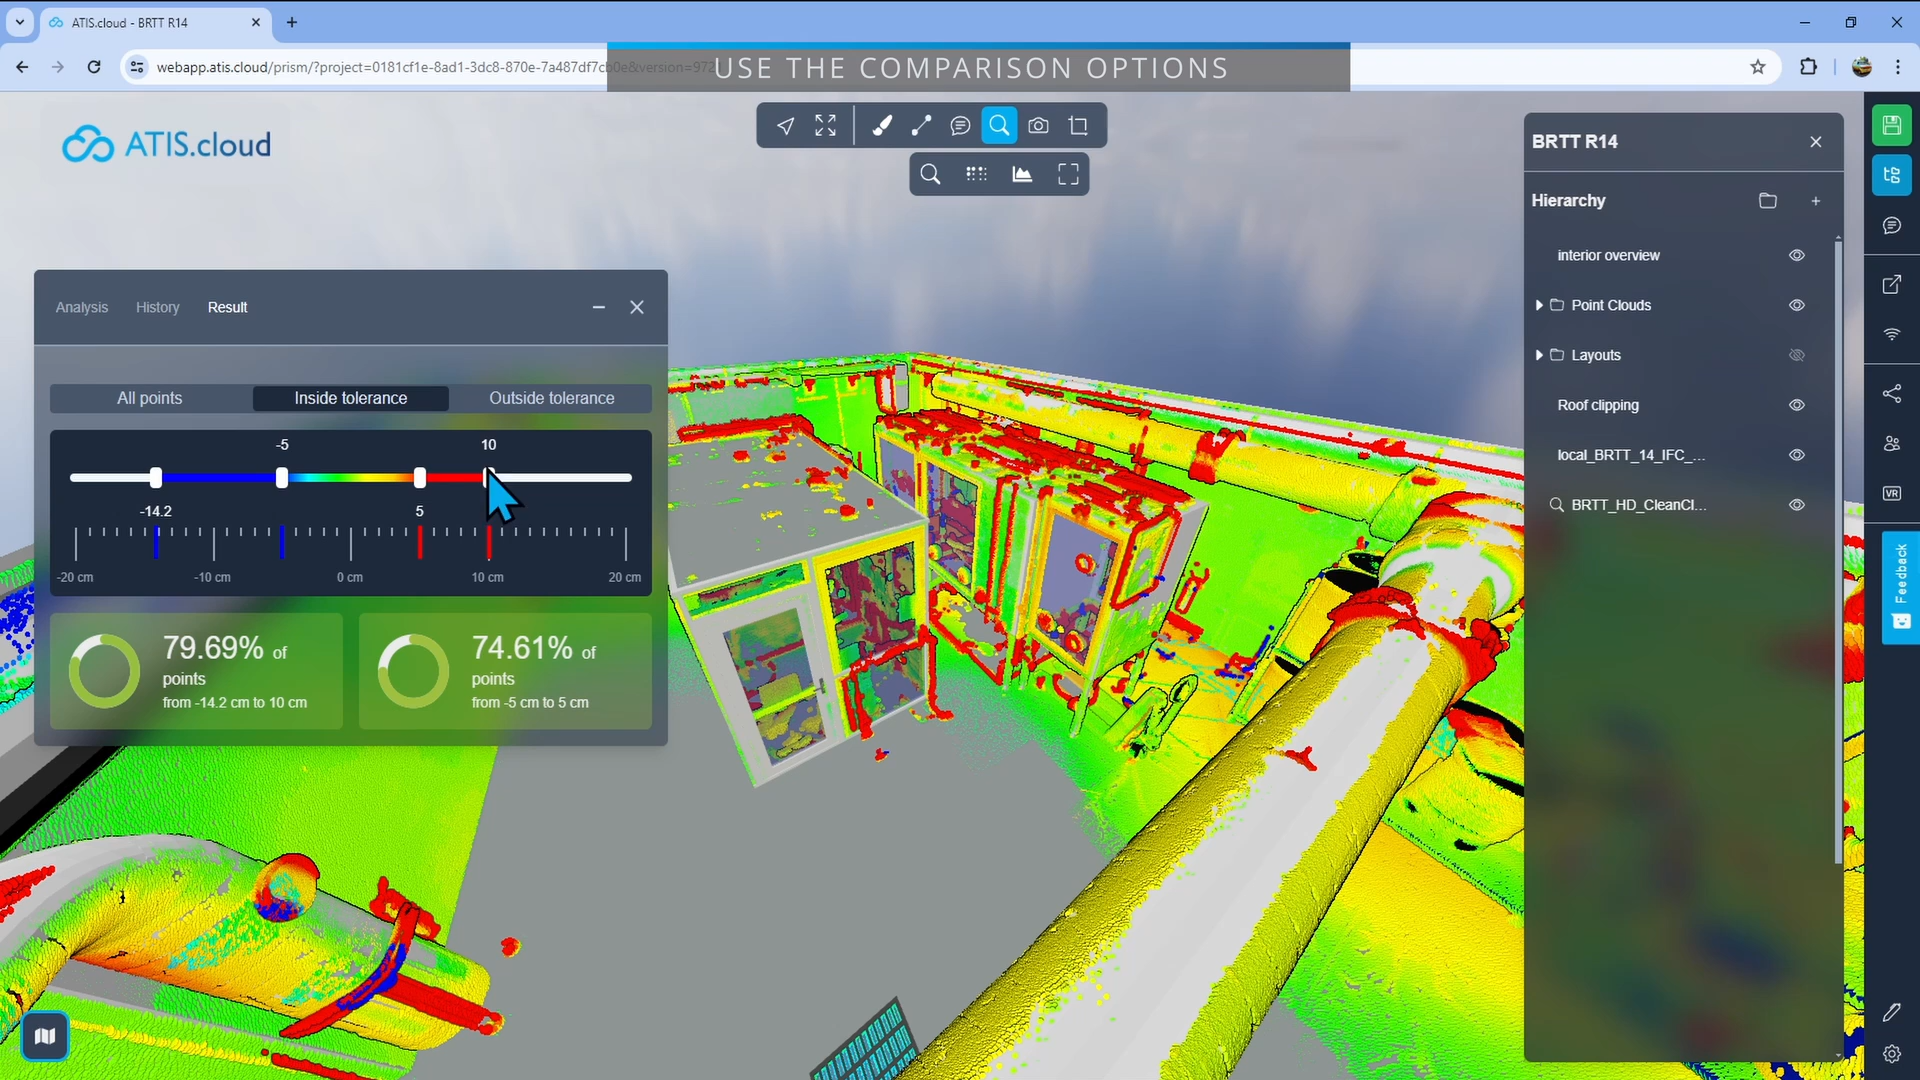 ATIS.cloud - BRTT R14
webapp.atis.cloud/prism/?project=0181cf1e-8ad1-3dc8-870e-7a487df7cb0e&version=972
USE THE COMPARISON OPTIONS
ATIS.cloud
BRTT R14
Hierarchy
interior overview
Point Clouds
Layouts
Roof clipping
local_BRTT_14_IFC_...
BRTT_HD_CleanCl...
VR
Feedback
Analysis History Result
All points Inside tolerance Outside tolerance
-5 10
-14.2 5
-20 cm -10 cm 0 cm 10 cm 20 cm
79.69% of
points
from -14.2 cm to 10 cm
74.61% of
points
from -5 cm to 5 cm